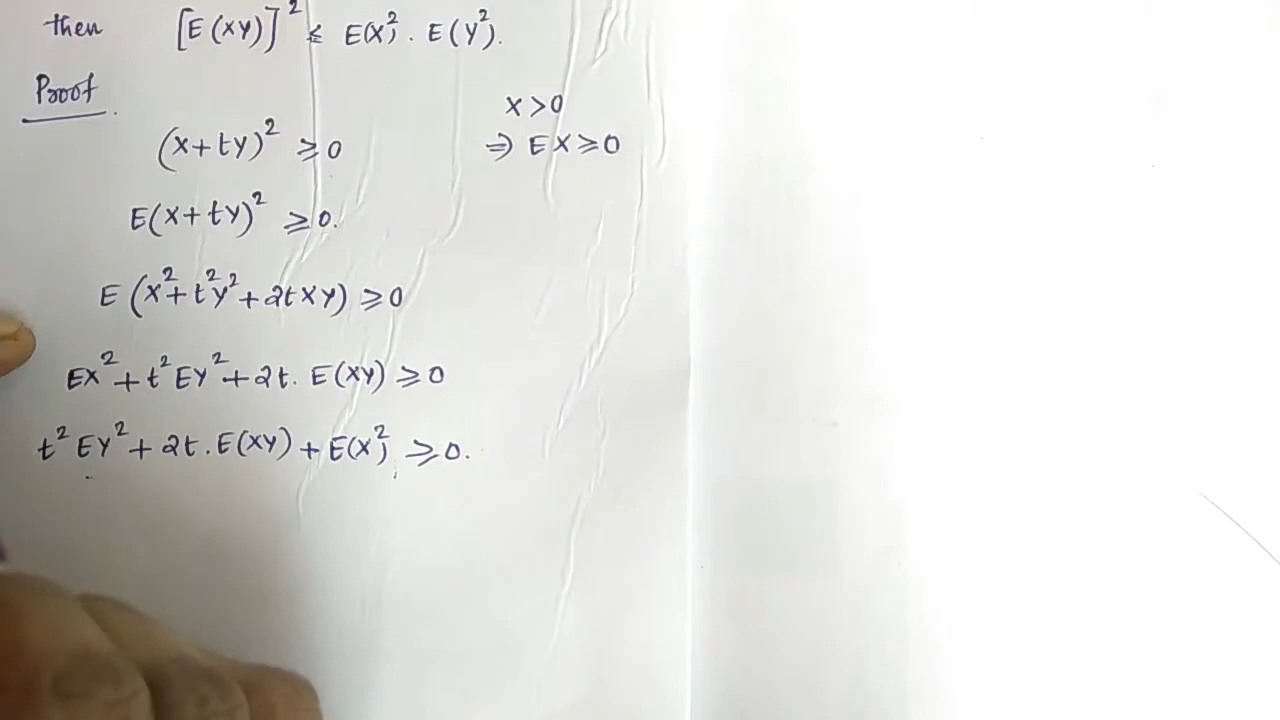 then [E(XY)]² ≤ E(X²). E(Y²).
Proof.
X>0
(X+tY)² ≥0
⇒ EX≥0
E(X+tY)² ≥0.
E(X²+t²Y²+2tXY) ≥0
EX²+t²EY²+2t. E(XY) ≥0
t²EY²+2t.E(XY)+E(X²) ≥0.